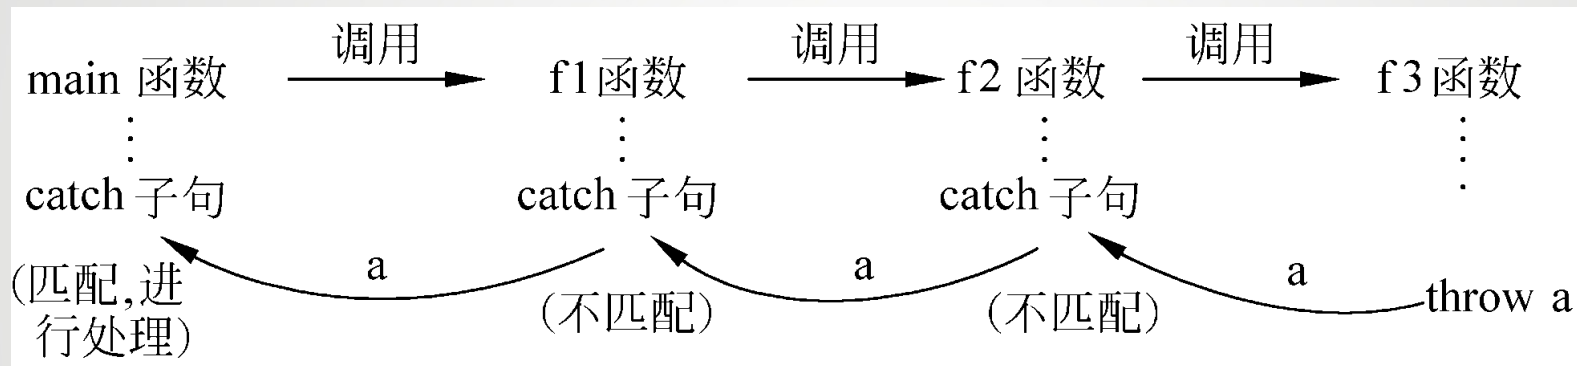 调用 调用 调用
main 函数 f1函数 f2 函数 f3函数
catch 子句 catch 子句 catch 子句
a a a
(匹配,进 (不匹配) (不匹配) throw a
行处理)